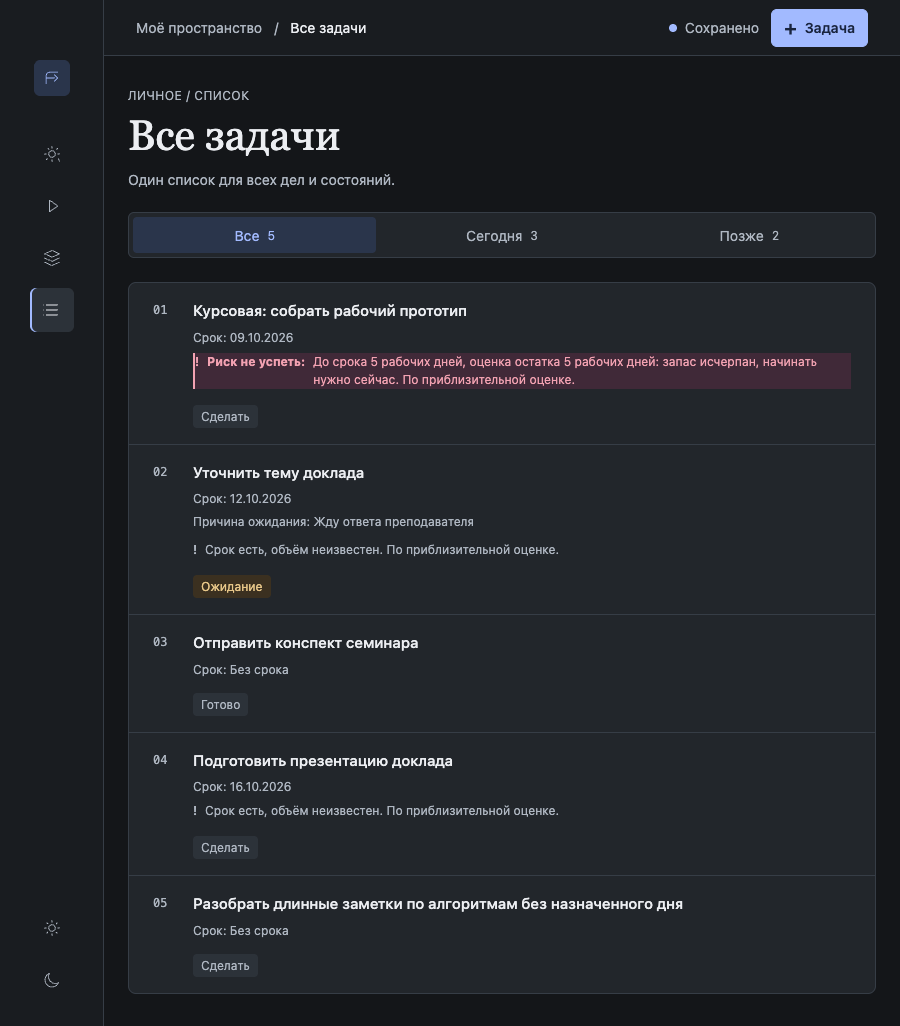 Моё пространство / Все задачи
Сохранено
+ Задача
ЛИЧНОЕ / СПИСОК
Все задачи
Один список для всех дел и состояний.
Все 5
Сегодня 3
Позже 2
01
Курсовая: собрать рабочий прототип
Срок: 09.10.2026
! Риск не успеть: До срока 5 рабочих дней, оценка остатка 5 рабочих дней: запас исчерпан, начинать
нужно сейчас. По приблизительной оценке.
Сделать
02
Уточнить тему доклада
Срок: 12.10.2026
Причина ожидания: Жду ответа преподавателя
! Срок есть, объём неизвестен. По приблизительной оценке.
Ожидание
03
Отправить конспект семинара
Срок: Без срока
Готово
04
Подготовить презентацию доклада
Срок: 16.10.2026
! Срок есть, объём неизвестен. По приблизительной оценке.
Сделать
05
Разобрать длинные заметки по алгоритмам без назначенного дня
Срок: Без срока
Сделать